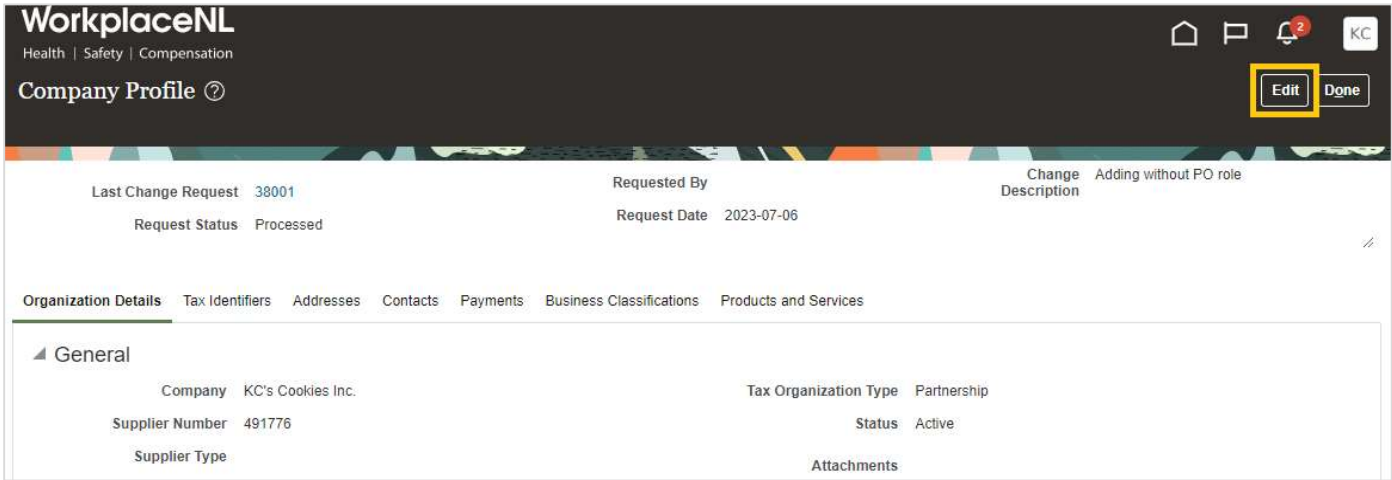 WorkplaceNL
Health | Safety | Compensation
2
KC
Company Profile ?
Edit
Done
Last Change Request 38001
Requested By
Change Description Adding without PO role
Request Status Processed
Request Date 2023-07-06
Organization Details Tax Identifiers Addresses Contacts Payments Business Classifications Products and Services
General
Company KC's Cookies Inc.
Tax Organization Type Partnership
Supplier Number 491776
Status Active
Supplier Type
Attachments